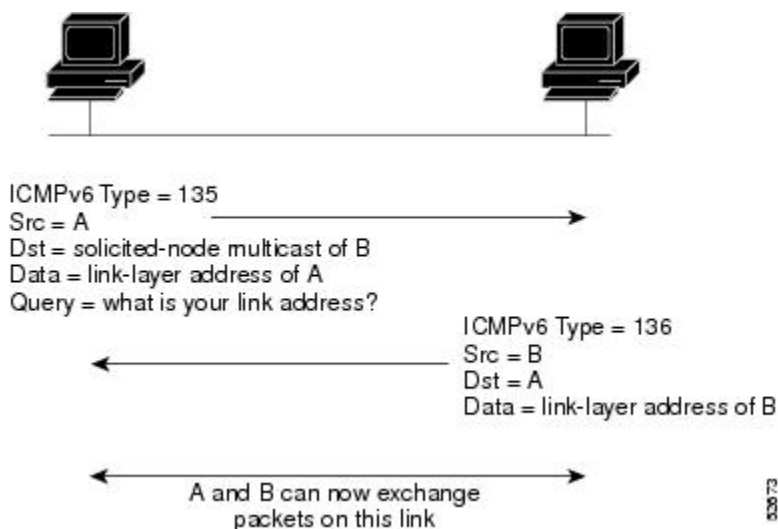 ICMPv6 Type = 135
Src = A
Dst = solicited-node multicast of B
Data = link-layer address of A
Query = what is your link address?
ICMPv6 Type = 136
Src = B
Dst = A
Data = link-layer address of B
A and B can now exchange
packets on this link
52673